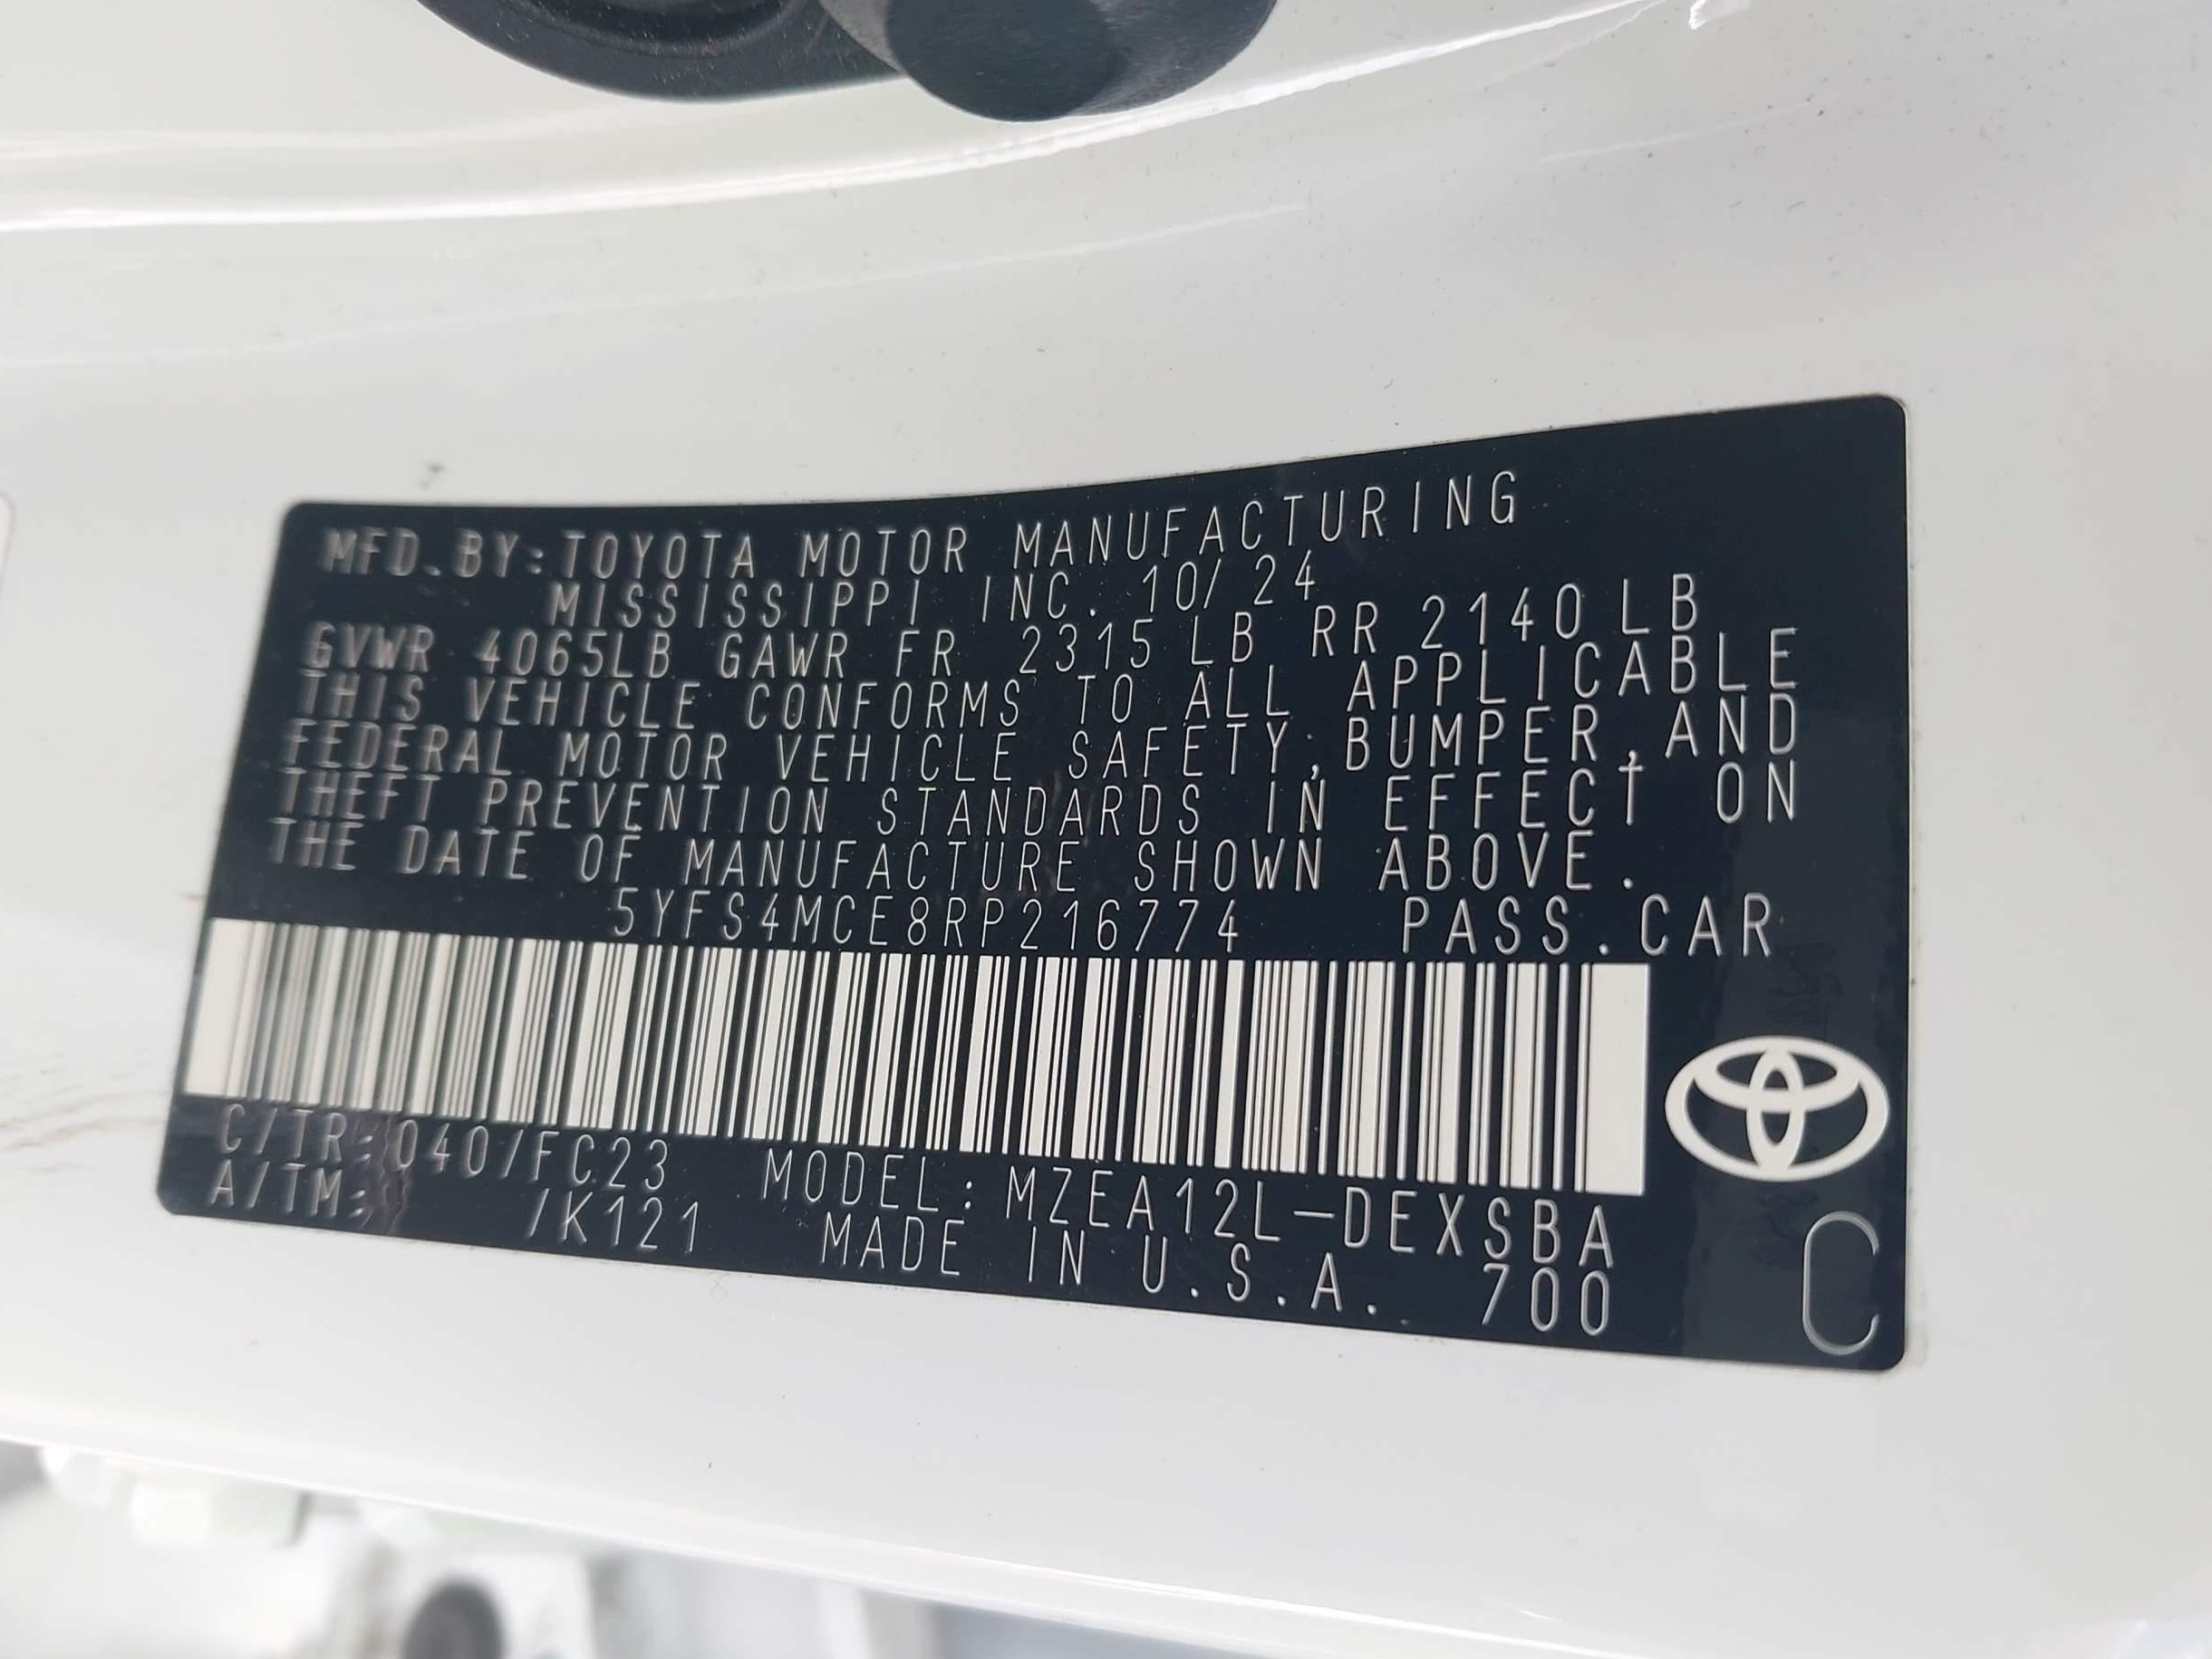 MFD.BY:TOYOTA MOTOR MANUFACTURING
MISSISSIPPI INC. 10/24
GVWR 4065LB GAWR FR 2315 LB RR 2140 LB
THIS VEHICLE CONFORMS TO ALL APPLICABLE
FEDERAL MOTOR VEHICLE SAFETY,BUMPER,AND
THEFT PREVENTION STANDARDS IN EFFECT ON
THE DATE OF MANUFACTURE SHOWN ABOVE.
5YFS4MCE8RP216774 PASS.CAR
C/TR:040/FC23 MODEL:MZEA12L-DEXSBA
A/TM: /K121 MADE IN U.S.A. 700
C